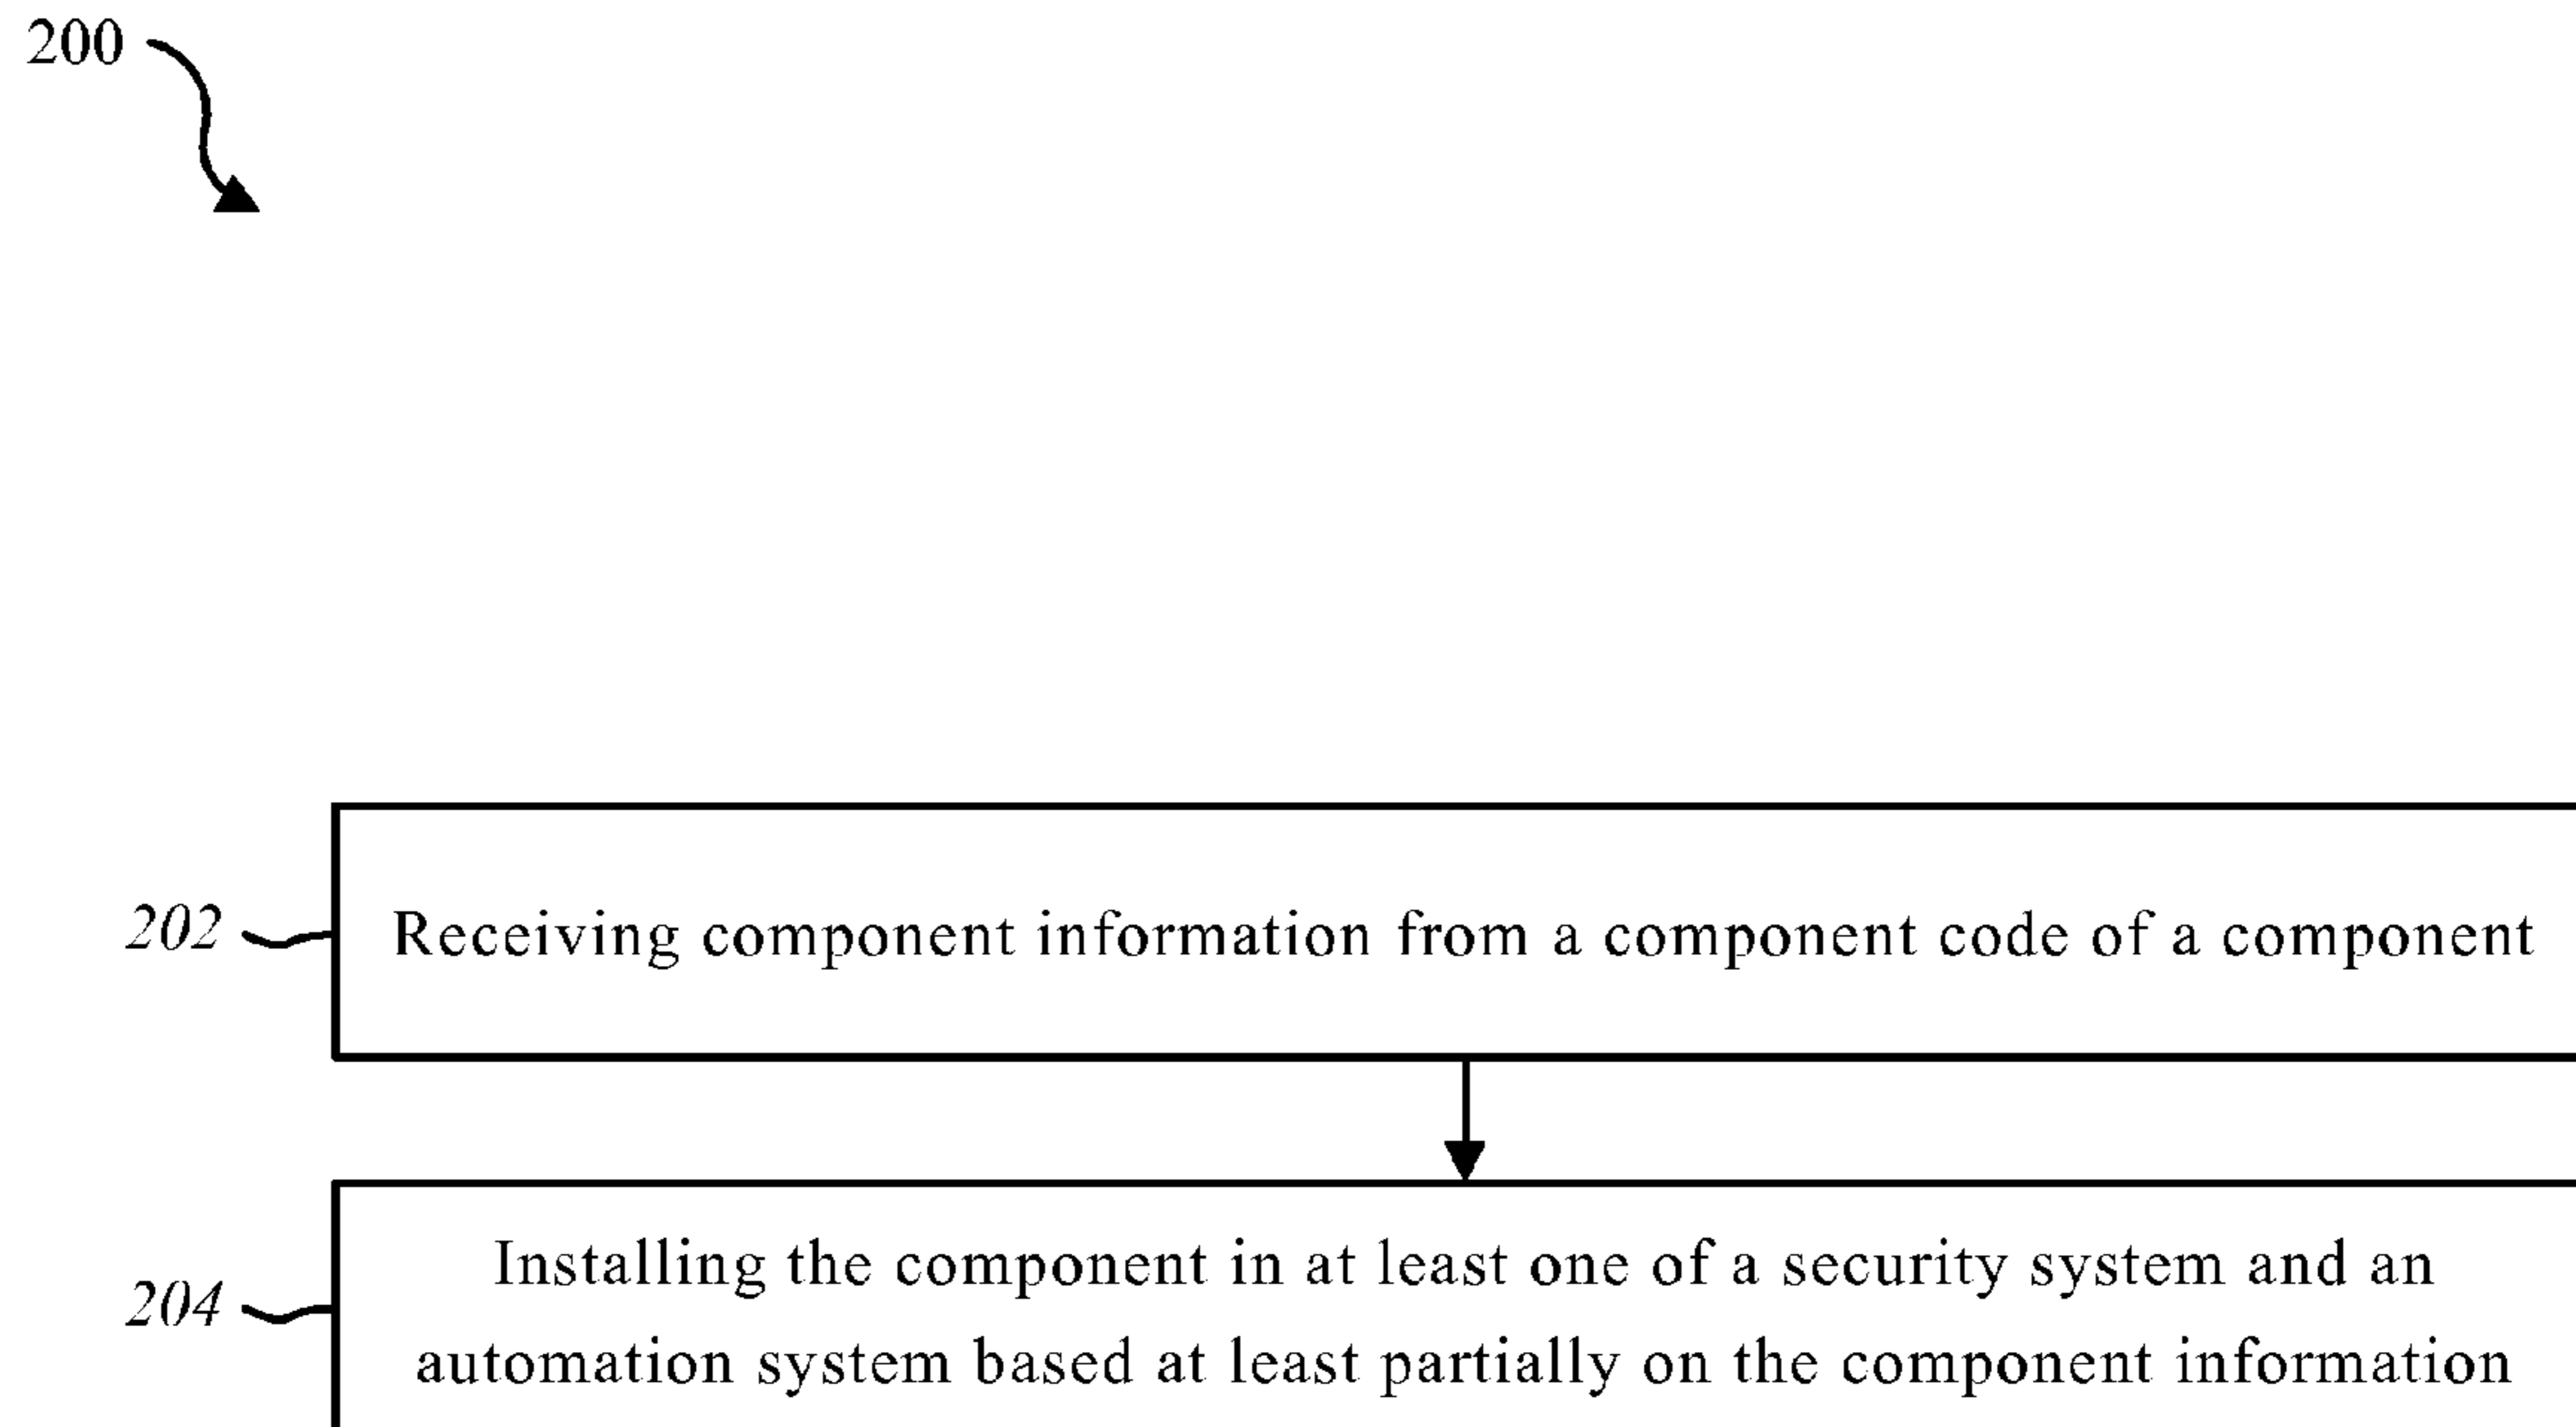 200
202
Receiving component information from a component code of a component
204
Installing the component in at least one of a security system and an
automation system based at least partially on the component information